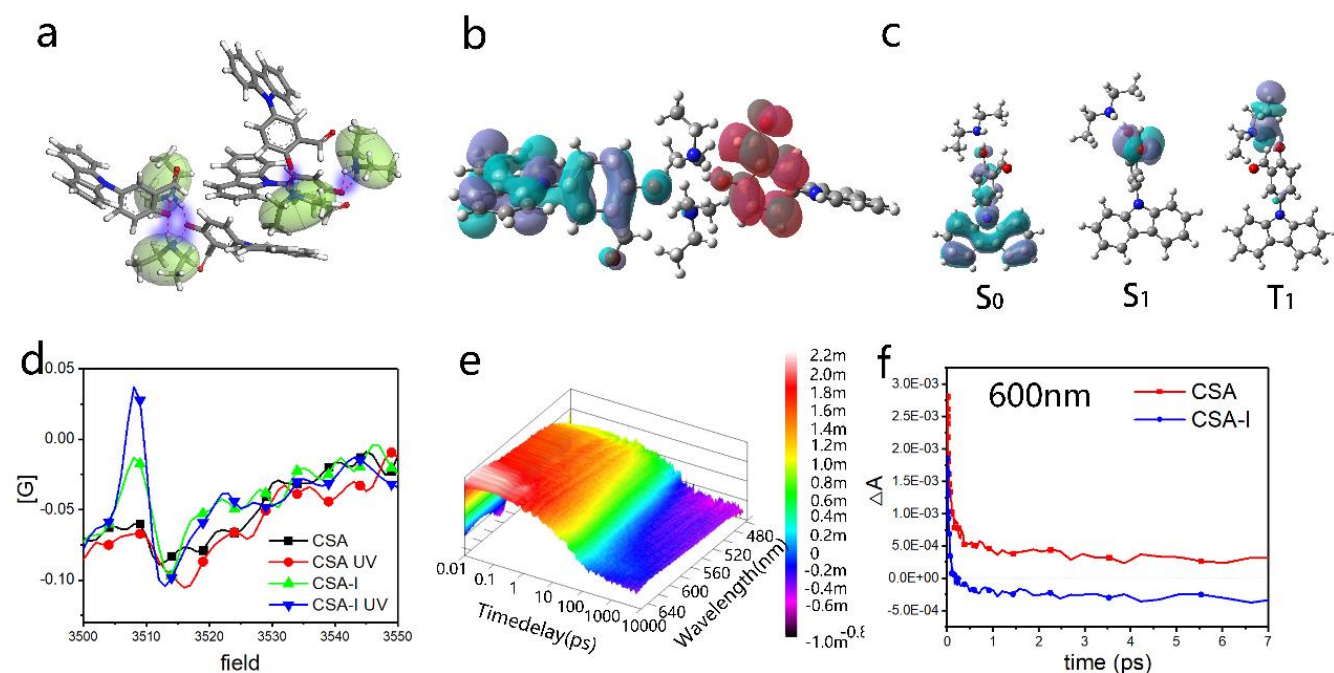 a
b
c
S0
S1
T1
d
0.05
0.00
-0.05
-0.10
[G]
3500
3510
3520
3530
3540
3550
field
CSA
CSA UV
CSA-I
CSA-I UV
e
0.01
0.1
1
10
100
1000
10000
Timedelay(ps)
640
600
560
520
480
Wavelength(nm)
2.2m
2.0m
1.8m
1.6m
1.4m
1.2m
1.0m
0.8m
0.6m
0.4m
0.2m
0
-0.2m
-0.4m
-0.6m
-0.8
-1.0m
f
600nm
CSA
CSA-I
3.0E-03
2.5E-03
2.0E-03
1.5E-03
1.0E-03
5.0E-04
0.0E+00
-5.0E-04
△A
0
1
2
3
4
5
6
7
time (ps)